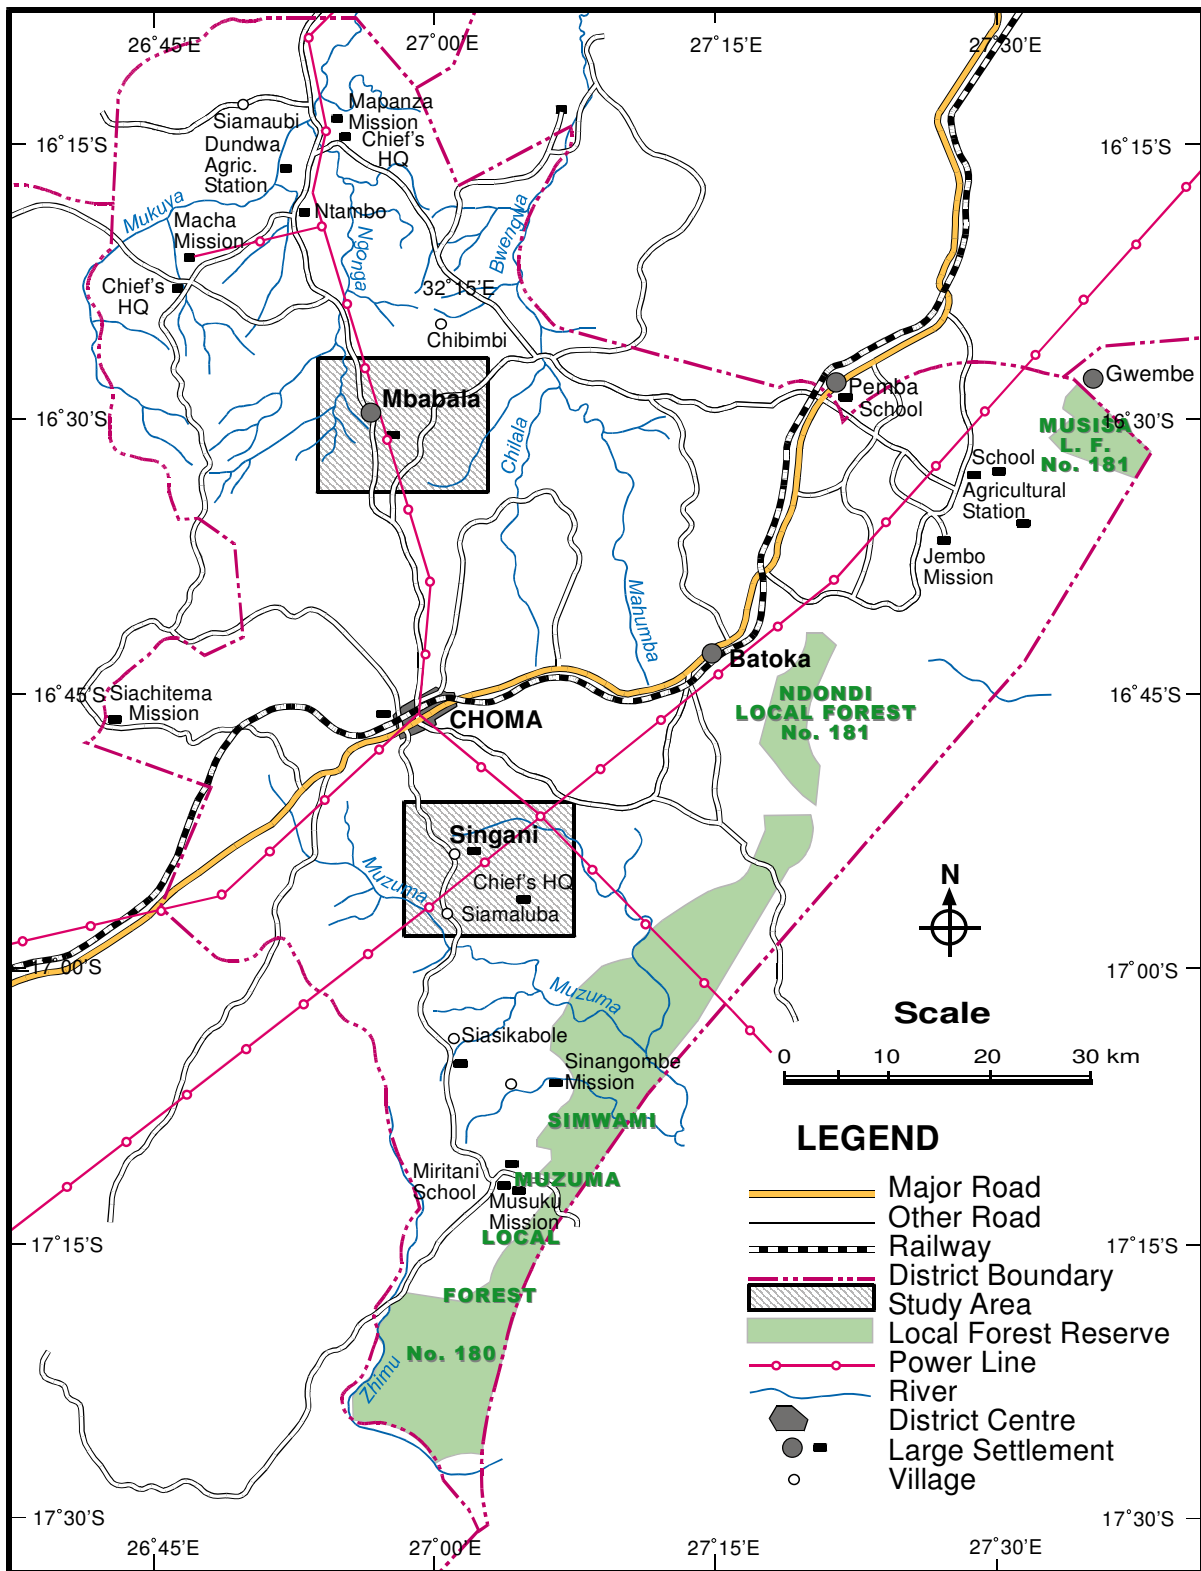 26˚45'E
27˚00'E
27˚15'E
27˚30'E
Siamaubi
Mapanza
Mission
Chief's
HQ
16˚15'S
16˚15'S
Dundwa
Agric.
Station
Mukuya
Macha
Mission
Ntambo
Ngonga
Bwengwa
Chief's
HQ
32˚15'E
Chibimbi
Mbabala
Pemba
School
Gwembe
16˚30'S
16˚30'S
MUSISA
L. F.
No. 181
Chilala
School
Agricultural
Station
Jembo
Mission
Mahumba
Batoka
16˚45'S
Siachitema
Mission
NDONDI
LOCAL FOREST
No. 181
16˚45'S
CHOMA
Singani
Muzuma
Chief's HQ
Siamaluba
N
17˚00'S
17˚00'S
Muzuma
Scale
0 10 20 30 km
Siasikabole
Sinangombe
Mission
SIMWAMI
LEGEND
Miritani
School
MUZUMA
Musuku
Mission
LOCAL
17˚15'S
17˚15'S
FOREST
No. 180
Zhimu
Major Road
Other Road
Railway
District Boundary
Study Area
Local Forest Reserve
Power Line
River
District Centre
Large Settlement
Village
17˚30'S
17˚30'S
26˚45'E
27˚00'E
27˚15'E
27˚30'E